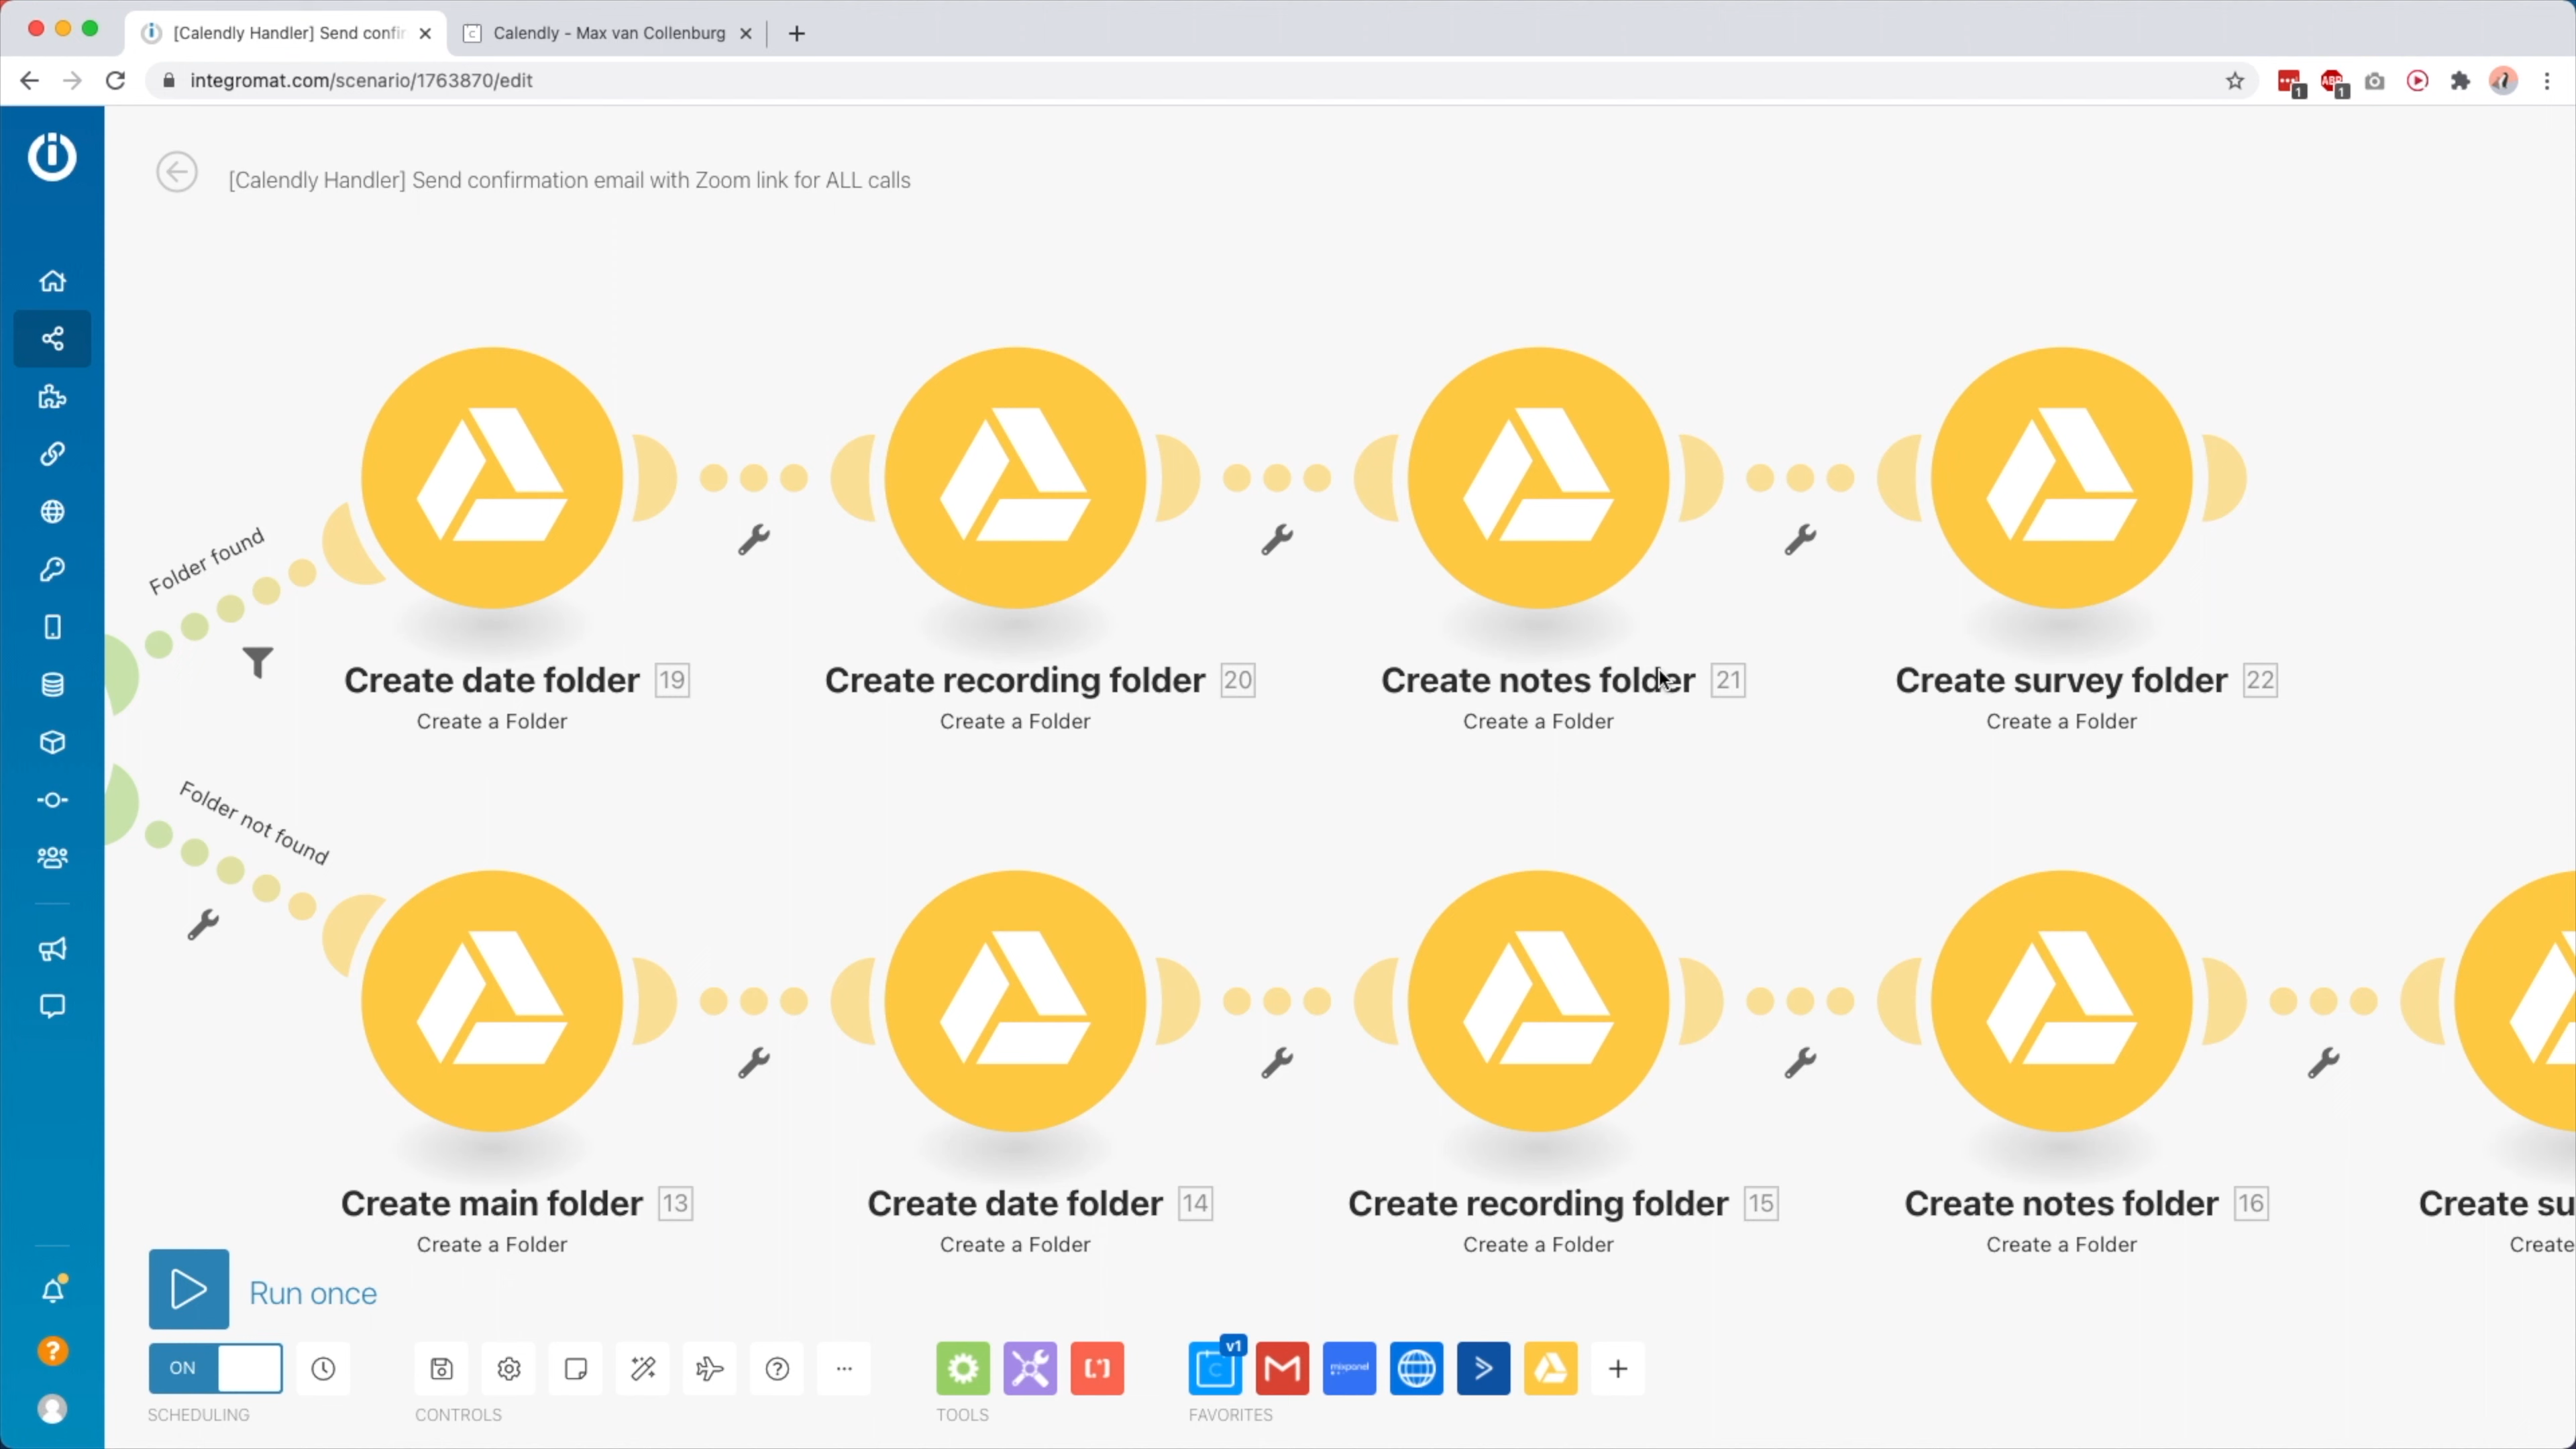 [Calendly Handler] Send confir
Calendly - Max van Collenburg
integromat.com/scenario/1763870/edit
1
ABP
1
[Calendly Handler] Send confirmation email with Zoom link for ALL calls
Folder found
Create date folder 19
Create a Folder
Create recording folder 20
Create a Folder
Create notes folder 21
Create a Folder
Create survey folder 22
Create a Folder
Folder not found
Create main folder 13
Create a Folder
Create date folder 14
Create a Folder
Create recording folder 15
Create a Folder
Create notes folder 16
Create a Folder
Create su
Create
Run once
ON
v1
mixpanel
SCHEDULING
CONTROLS
TOOLS
FAVORITES